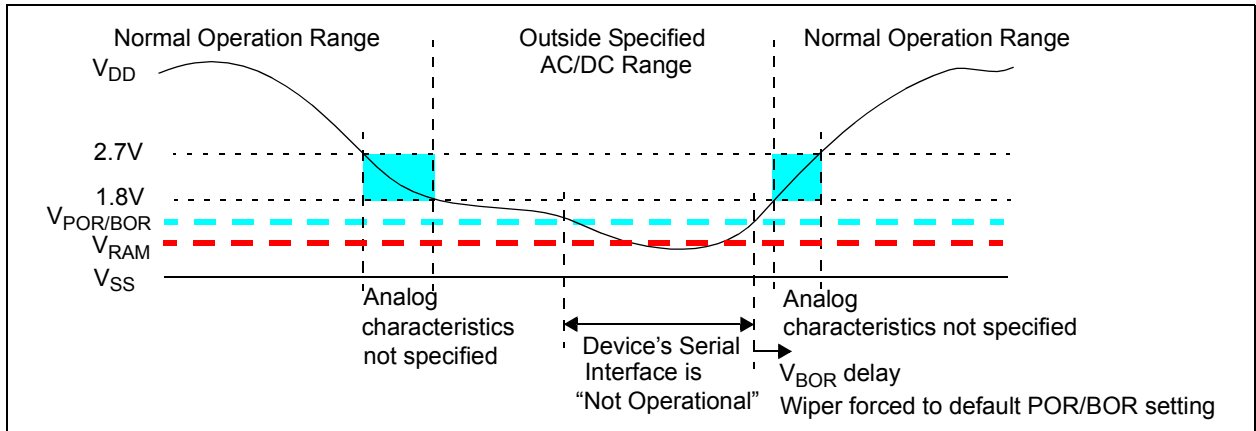 Normal Operation Range
Outside Specified
AC/DC Range
Normal Operation Range
VDD
2.7V
1.8V
VPOR/BOR
VRAM
VSS
Analog
characteristics
not specified
Device’s Serial
Interface is
“Not Operational”
Analog
characteristics not specified
VBOR delay
Wiper forced to default POR/BOR setting